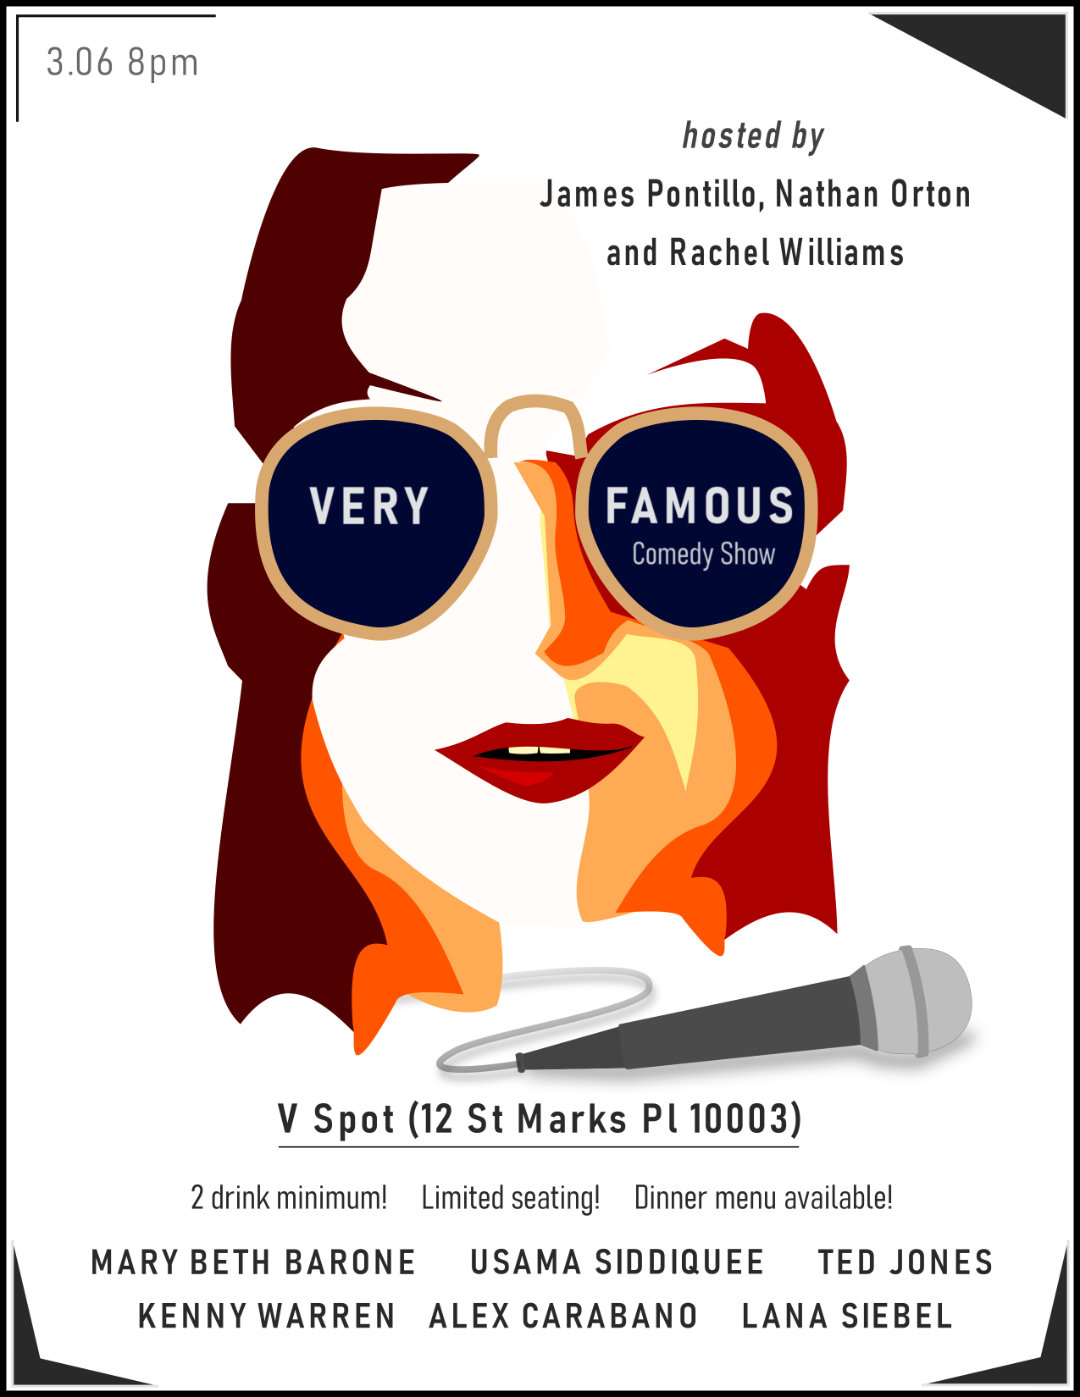 3.06 8pm
hosted by
James Pontillo, Nathan Orton
and Rachel Williams
VERY FAMOUS
Comedy Show
V Spot (12 St Marks Pl 10003)
2 drink minimum! Limited seating! Dinner menu available!
MARY BETH BARONE USAMA SIDDIQUEE TED JONES
KENNY WARREN ALEX CARABANO LANA SIEBEL